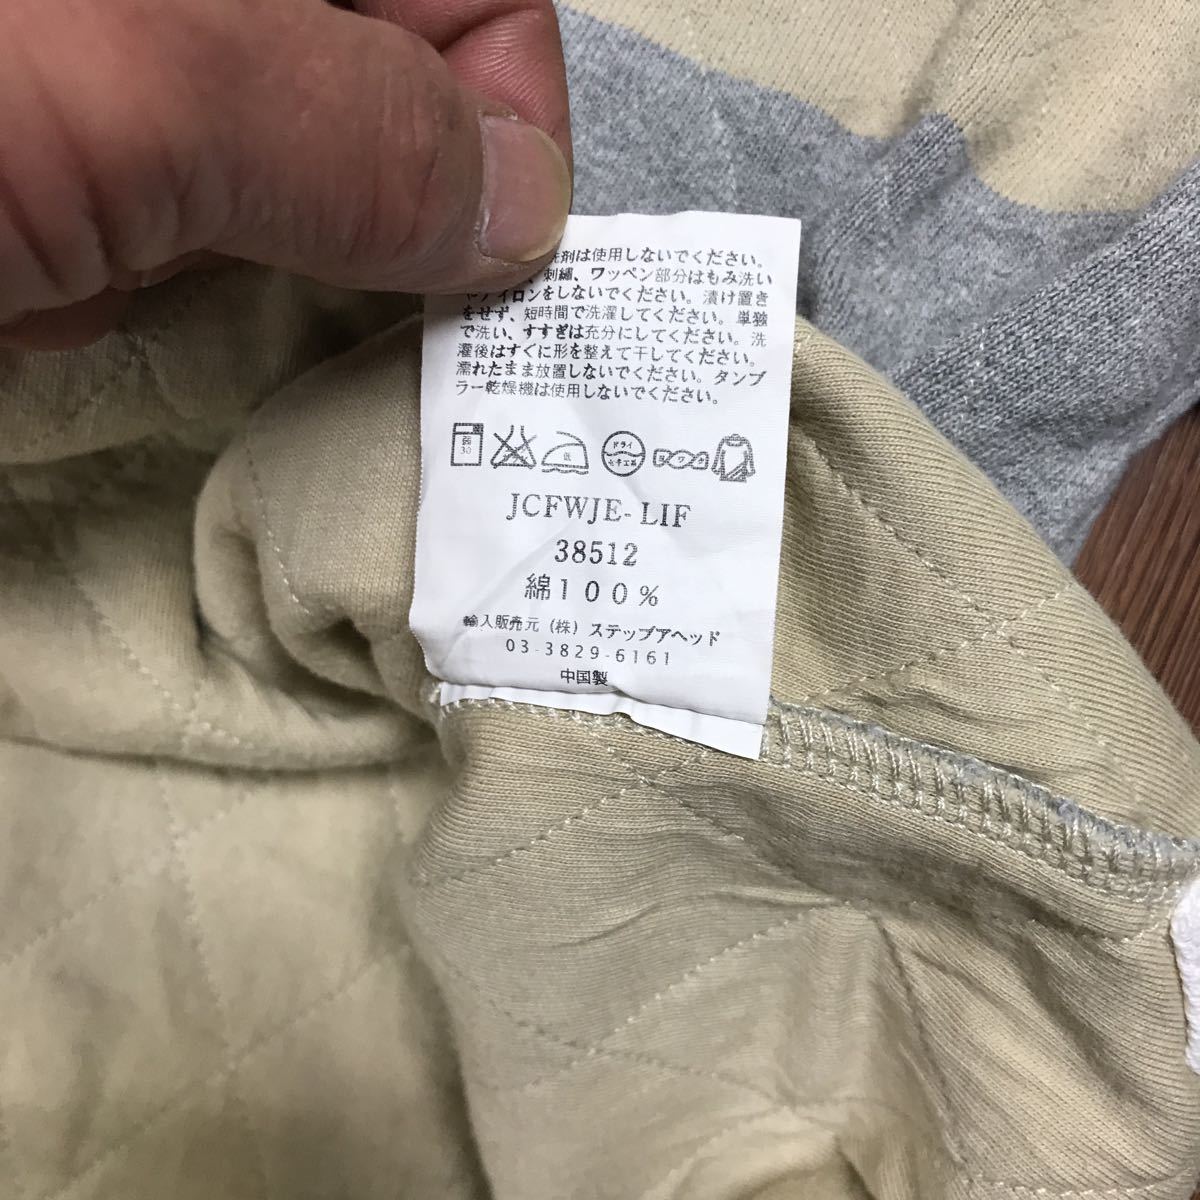 洗剤は使用しないでください。
刺繍、ワッペン部分はもみ洗い
アイロンをしないでください。漬け置き
をせず、短時間で洗濯してください。単独
で洗い、すすぎは充分にしてください。洗
濯後はすぐに形を整えて干してください。
濡れたまま放置しないでください。タンブ
ラー乾燥機は使用しないでください。
弱 30 低 ドライ
JCFWJE-LIF
38512
綿100%
輸入販売元 (株) ステップアヘッド
03-3829-6161
中国製